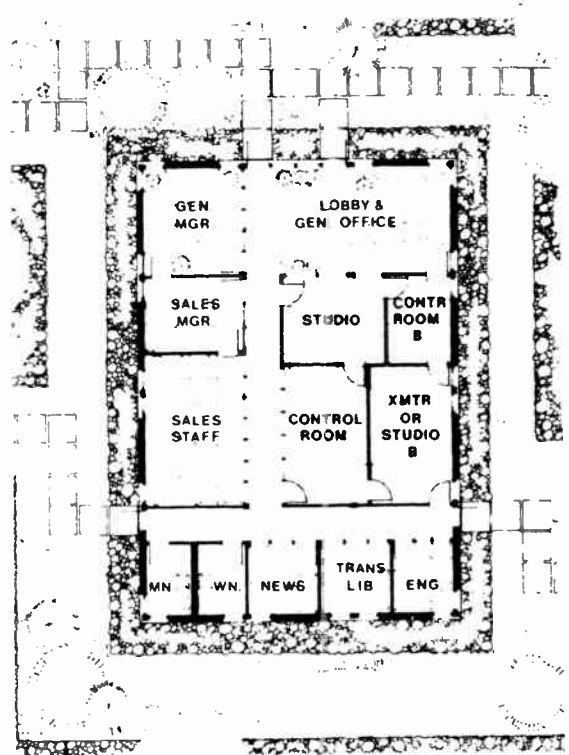 GEN
MGR
LOBBY &
GEN OFFICE
SALES
MGR
STUDIO
CONTR
ROOM
B
SALES
STAFF
CONTROL
ROOM
XMTR
OR
STUDIO
B
MN
WN
NEWS
TRANS
LIB
ENG